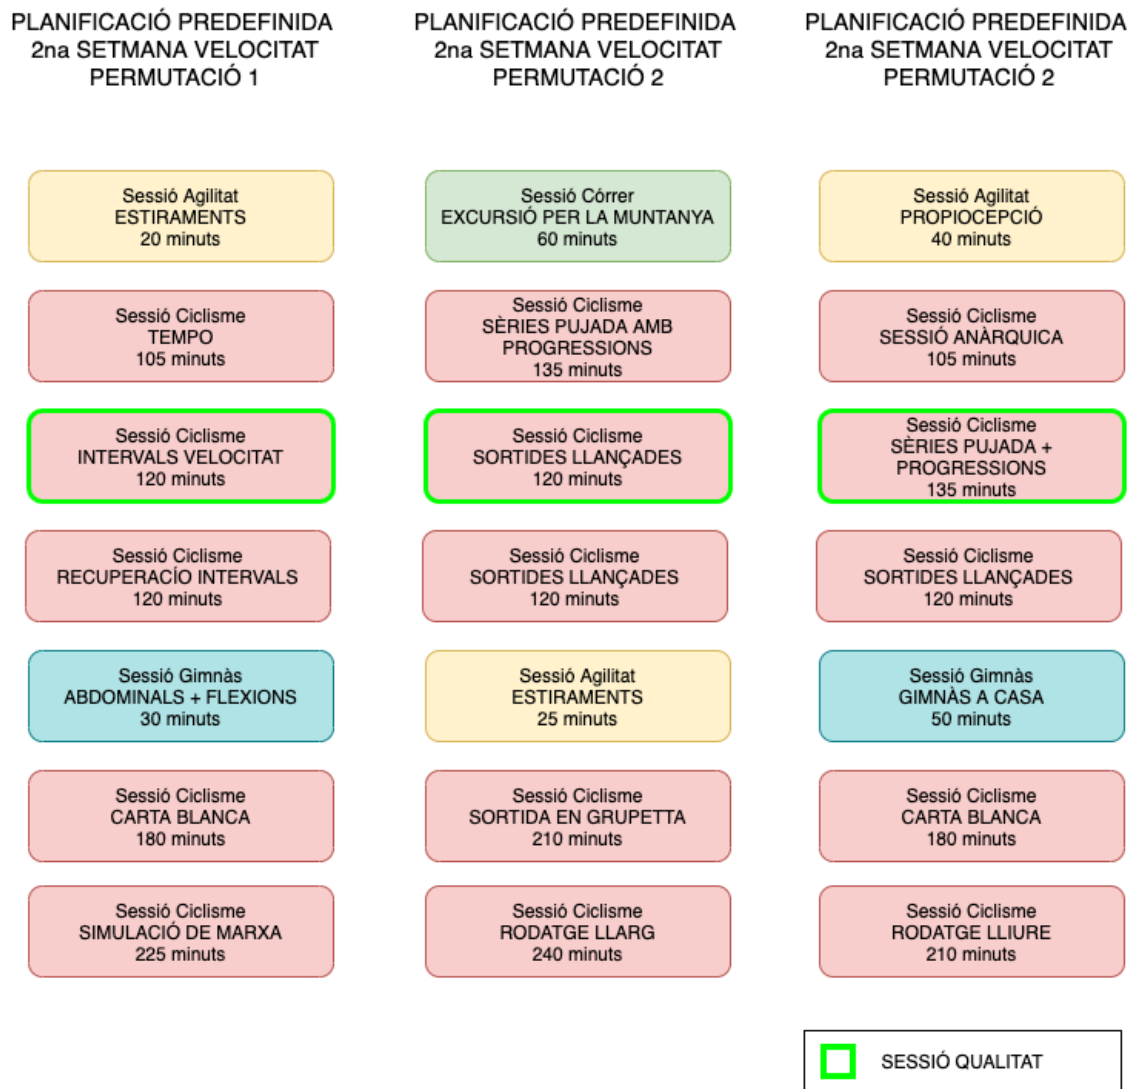 PLANIFICACIÓ PREDEFINIDA
2na SETMANA VELOCITAT
PERMUTACIÓ 1
Sessió Agilitat
ESTIRAMENTS
20 minuts
Sessió Ciclisme
TEMPO
105 minuts
Sessió Ciclisme
INTERVALS VELOCITAT
120 minuts
Sessió Ciclisme
RECUPERACÍO INTERVALS
120 minuts
Sessió Gimnàs
ABDOMINALS + FLEXIONS
30 minuts
Sessió Ciclisme
CARTA BLANCA
180 minuts
Sessió Ciclisme
SIMULACIÓ DE MARXA
225 minuts
PLANIFICACIÓ PREDEFINIDA
2na SETMANA VELOCITAT
PERMUTACIÓ 2
Sessió Córrer
EXCURSIÓ PER LA MUNTANYA
60 minuts
Sessió Ciclisme
SÈRIES PUJADA AMB
PROGRESSIONS
135 minuts
Sessió Ciclisme
SORTIDES LLANÇADES
120 minuts
Sessió Ciclisme
SORTIDES LLANÇADES
120 minuts
Sessió Agilitat
ESTIRAMENTS
25 minuts
Sessió Ciclisme
SORTIDA EN GRUPETTA
210 minuts
Sessió Ciclisme
RODATGE LLARG
240 minuts
PLANIFICACIÓ PREDEFINIDA
2na SETMANA VELOCITAT
PERMUTACIÓ 2
Sessió Agilitat
PROPIOCEPCIÓ
40 minuts
Sessió Ciclisme
SESSIÓ ANÀRQUICA
105 minuts
Sessió Ciclisme
SÈRIES PUJADA +
PROGRESSIONS
135 minuts
Sessió Ciclisme
SORTIDES LLANÇADES
120 minuts
Sessió Gimnàs
GIMNÀS A CASA
50 minuts
Sessió Ciclisme
CARTA BLANCA
180 minuts
Sessió Ciclisme
RODATGE LLIURE
210 minuts
SESSIÓ QUALITAT